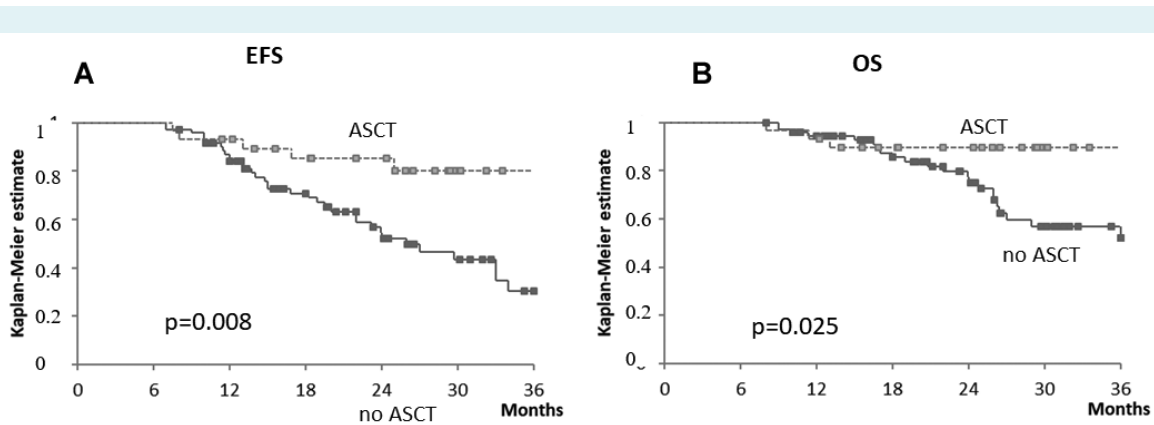 EFS
A
Kaplan-Meier estimate
1
0.8
0.6
0.4
0.2
0
ASCT
p=0.008
0 6 12 18 24 30 36
no ASCT
Months
OS
B
Kaplan-Meier estimate
1
0.8
0.6
0.4
0.2
0
ASCT
no ASCT
p=0.025
0 6 12 18 24 30 36
Months